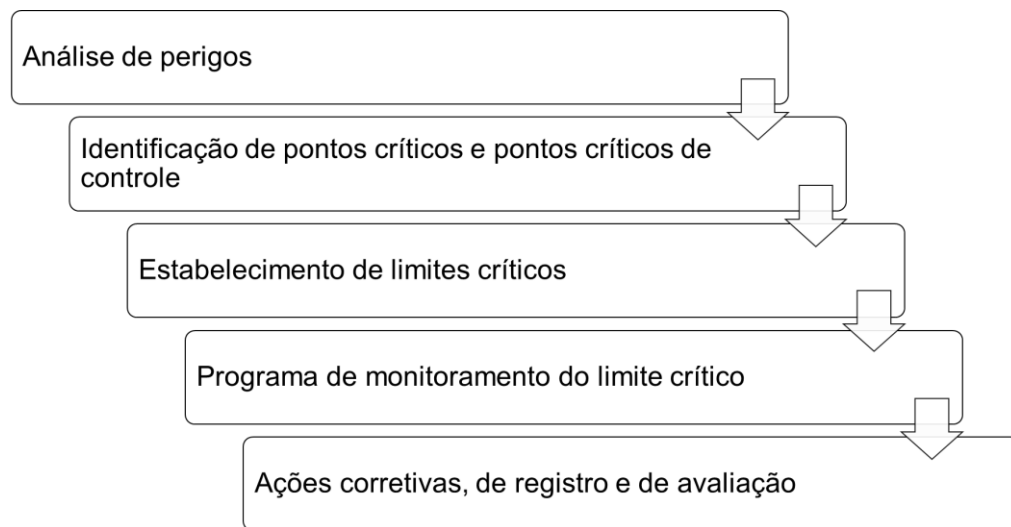 Análise de perigos
Identificação de pontos críticos e pontos críticos de
controle
Estabelecimento de limites críticos
Programa de monitoramento do limite crítico
Ações corretivas, de registro e de avaliação